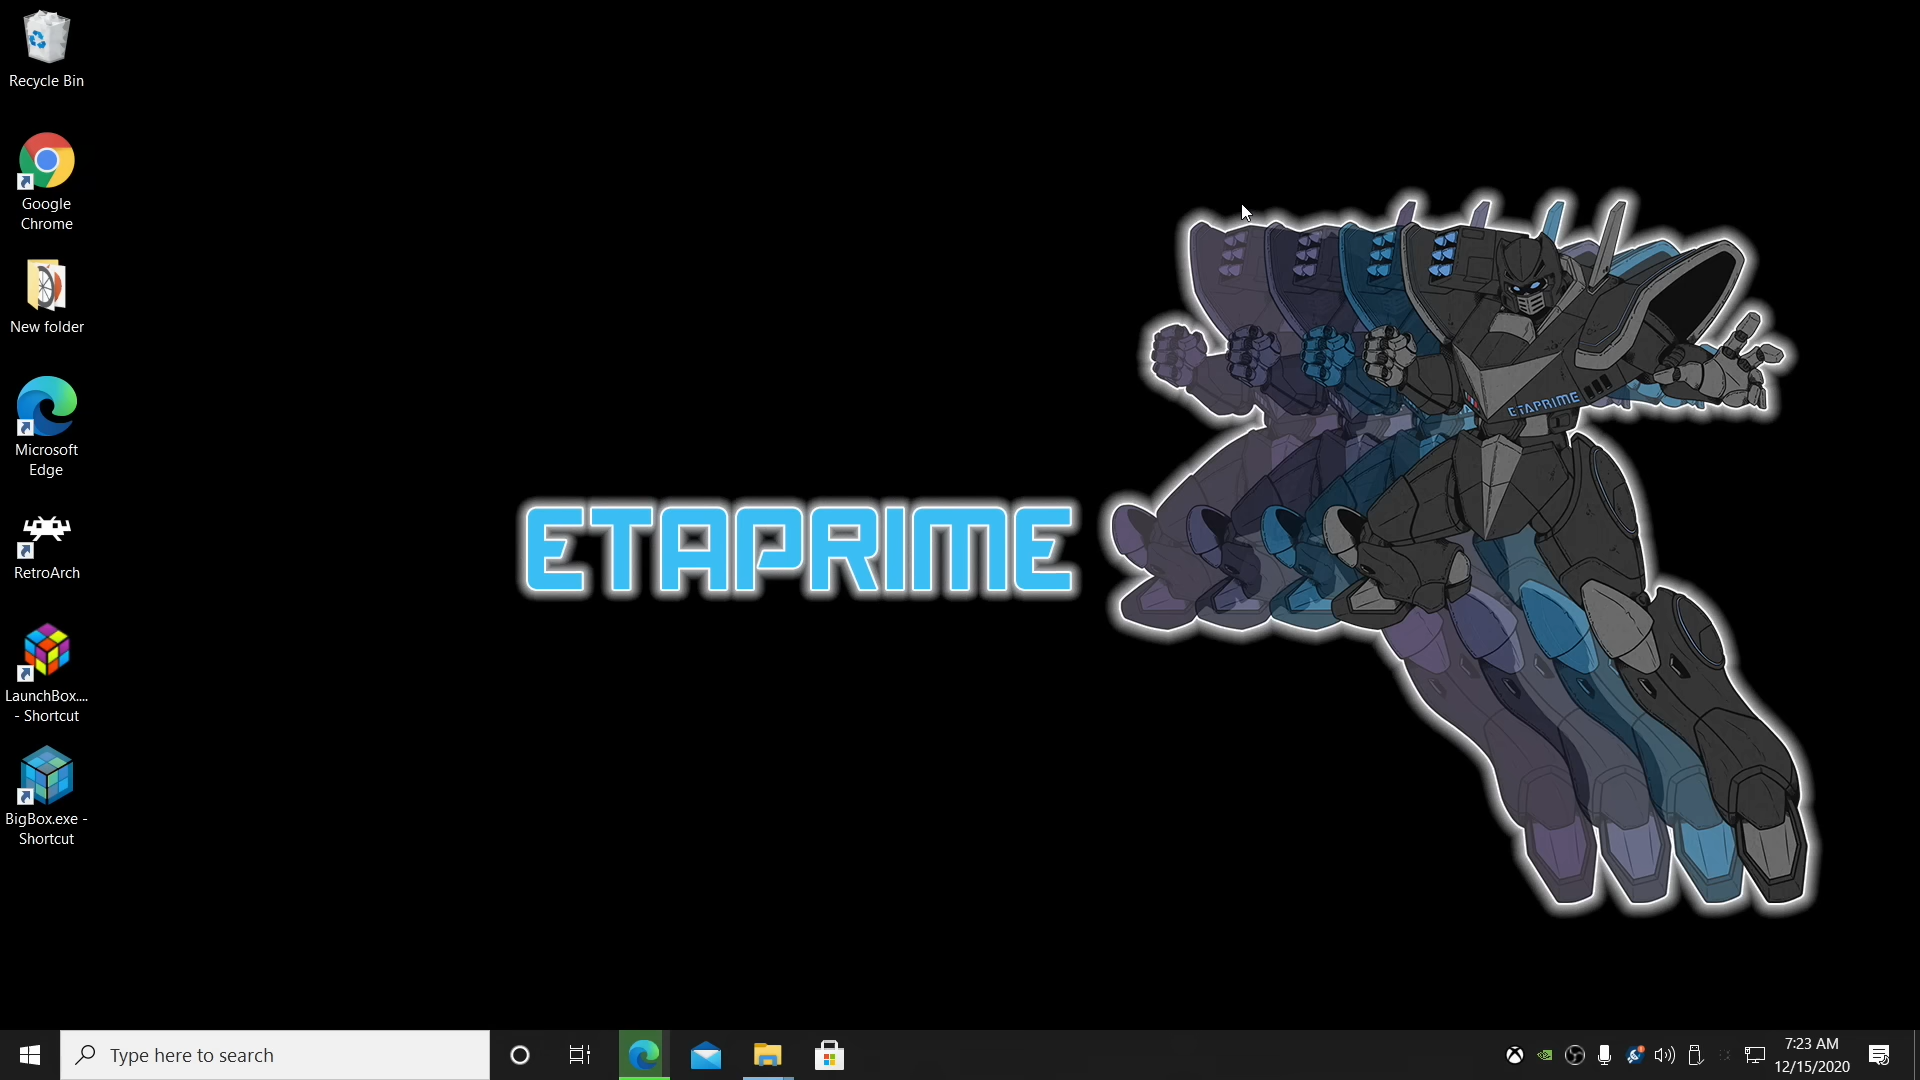 Recycle Bin
Google
Chrome
New folder
Microsoft
Edge
RetroArch
LaunchBox....
- Shortcut
BigBox.exe -
Shortcut
ETAPRIME
ETAPRIME
Type here to search
7:23 AM
12/15/2020